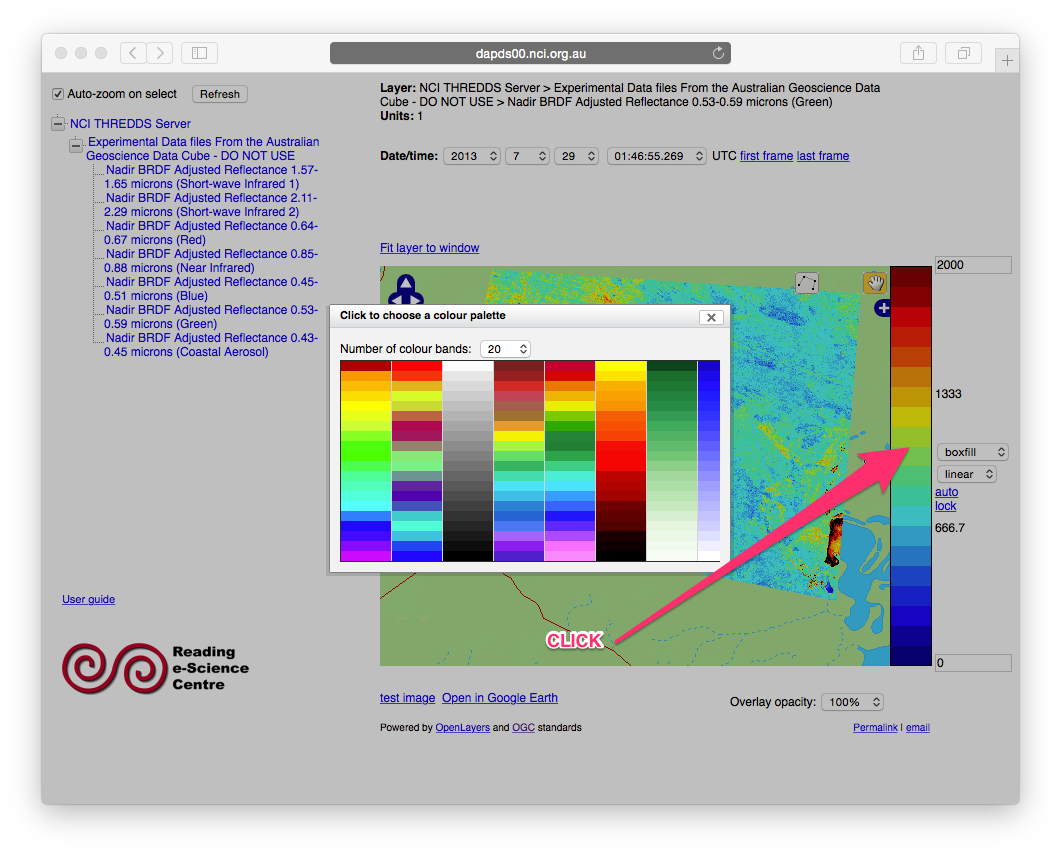 dapds00.nci.org.au
Auto-zoom on select Refresh
NCI THREDDS Server
Experimental Data files From the Australian
Geoscience Data Cube - DO NOT USE
Nadir BRDF Adjusted Reflectance 1.57-
1.65 microns (Short-wave Infrared 1)
Nadir BRDF Adjusted Reflectance 2.11-
2.29 microns (Short-wave Infrared 2)
Nadir BRDF Adjusted Reflectance 0.64-
0.67 microns (Red)
Nadir BRDF Adjusted Reflectance 0.85-
0.88 microns (Near Infrared)
Nadir BRDF Adjusted Reflectance 0.45-
0.51 microns (Blue)
Nadir BRDF Adjusted Reflectance 0.53-
0.59 microns (Green)
Nadir BRDF Adjusted Reflectance 0.43-
0.45 microns (Coastal Aerosol)
User guide
Reading
e-Science
Centre
Layer: NCI THREDDS Server > Experimental Data files From the Australian Geoscience Data
Cube - DO NOT USE > Nadir BRDF Adjusted Reflectance 0.53-0.59 microns (Green)
Units: 1
Date/time: 2013 7 29 01:46:55.269 UTC first frame last frame
Fit layer to window
Click to choose a colour palette
Number of colour bands: 20
CLICK
2000
1333
boxfill
linear
auto
lock
666.7
0
test image Open in Google Earth
Overlay opacity: 100%
Powered by OpenLayers and OGC standards
Permalink | email